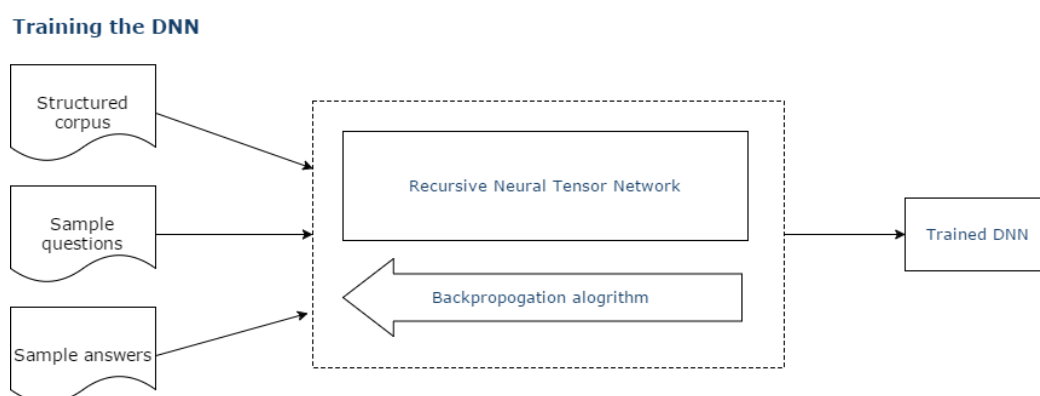 Training the DNN
Structured
corpus
Recursive Neural Tensor Network
Sample
questions
Trained DNN
Backpropogation alogrithm
Sample answers